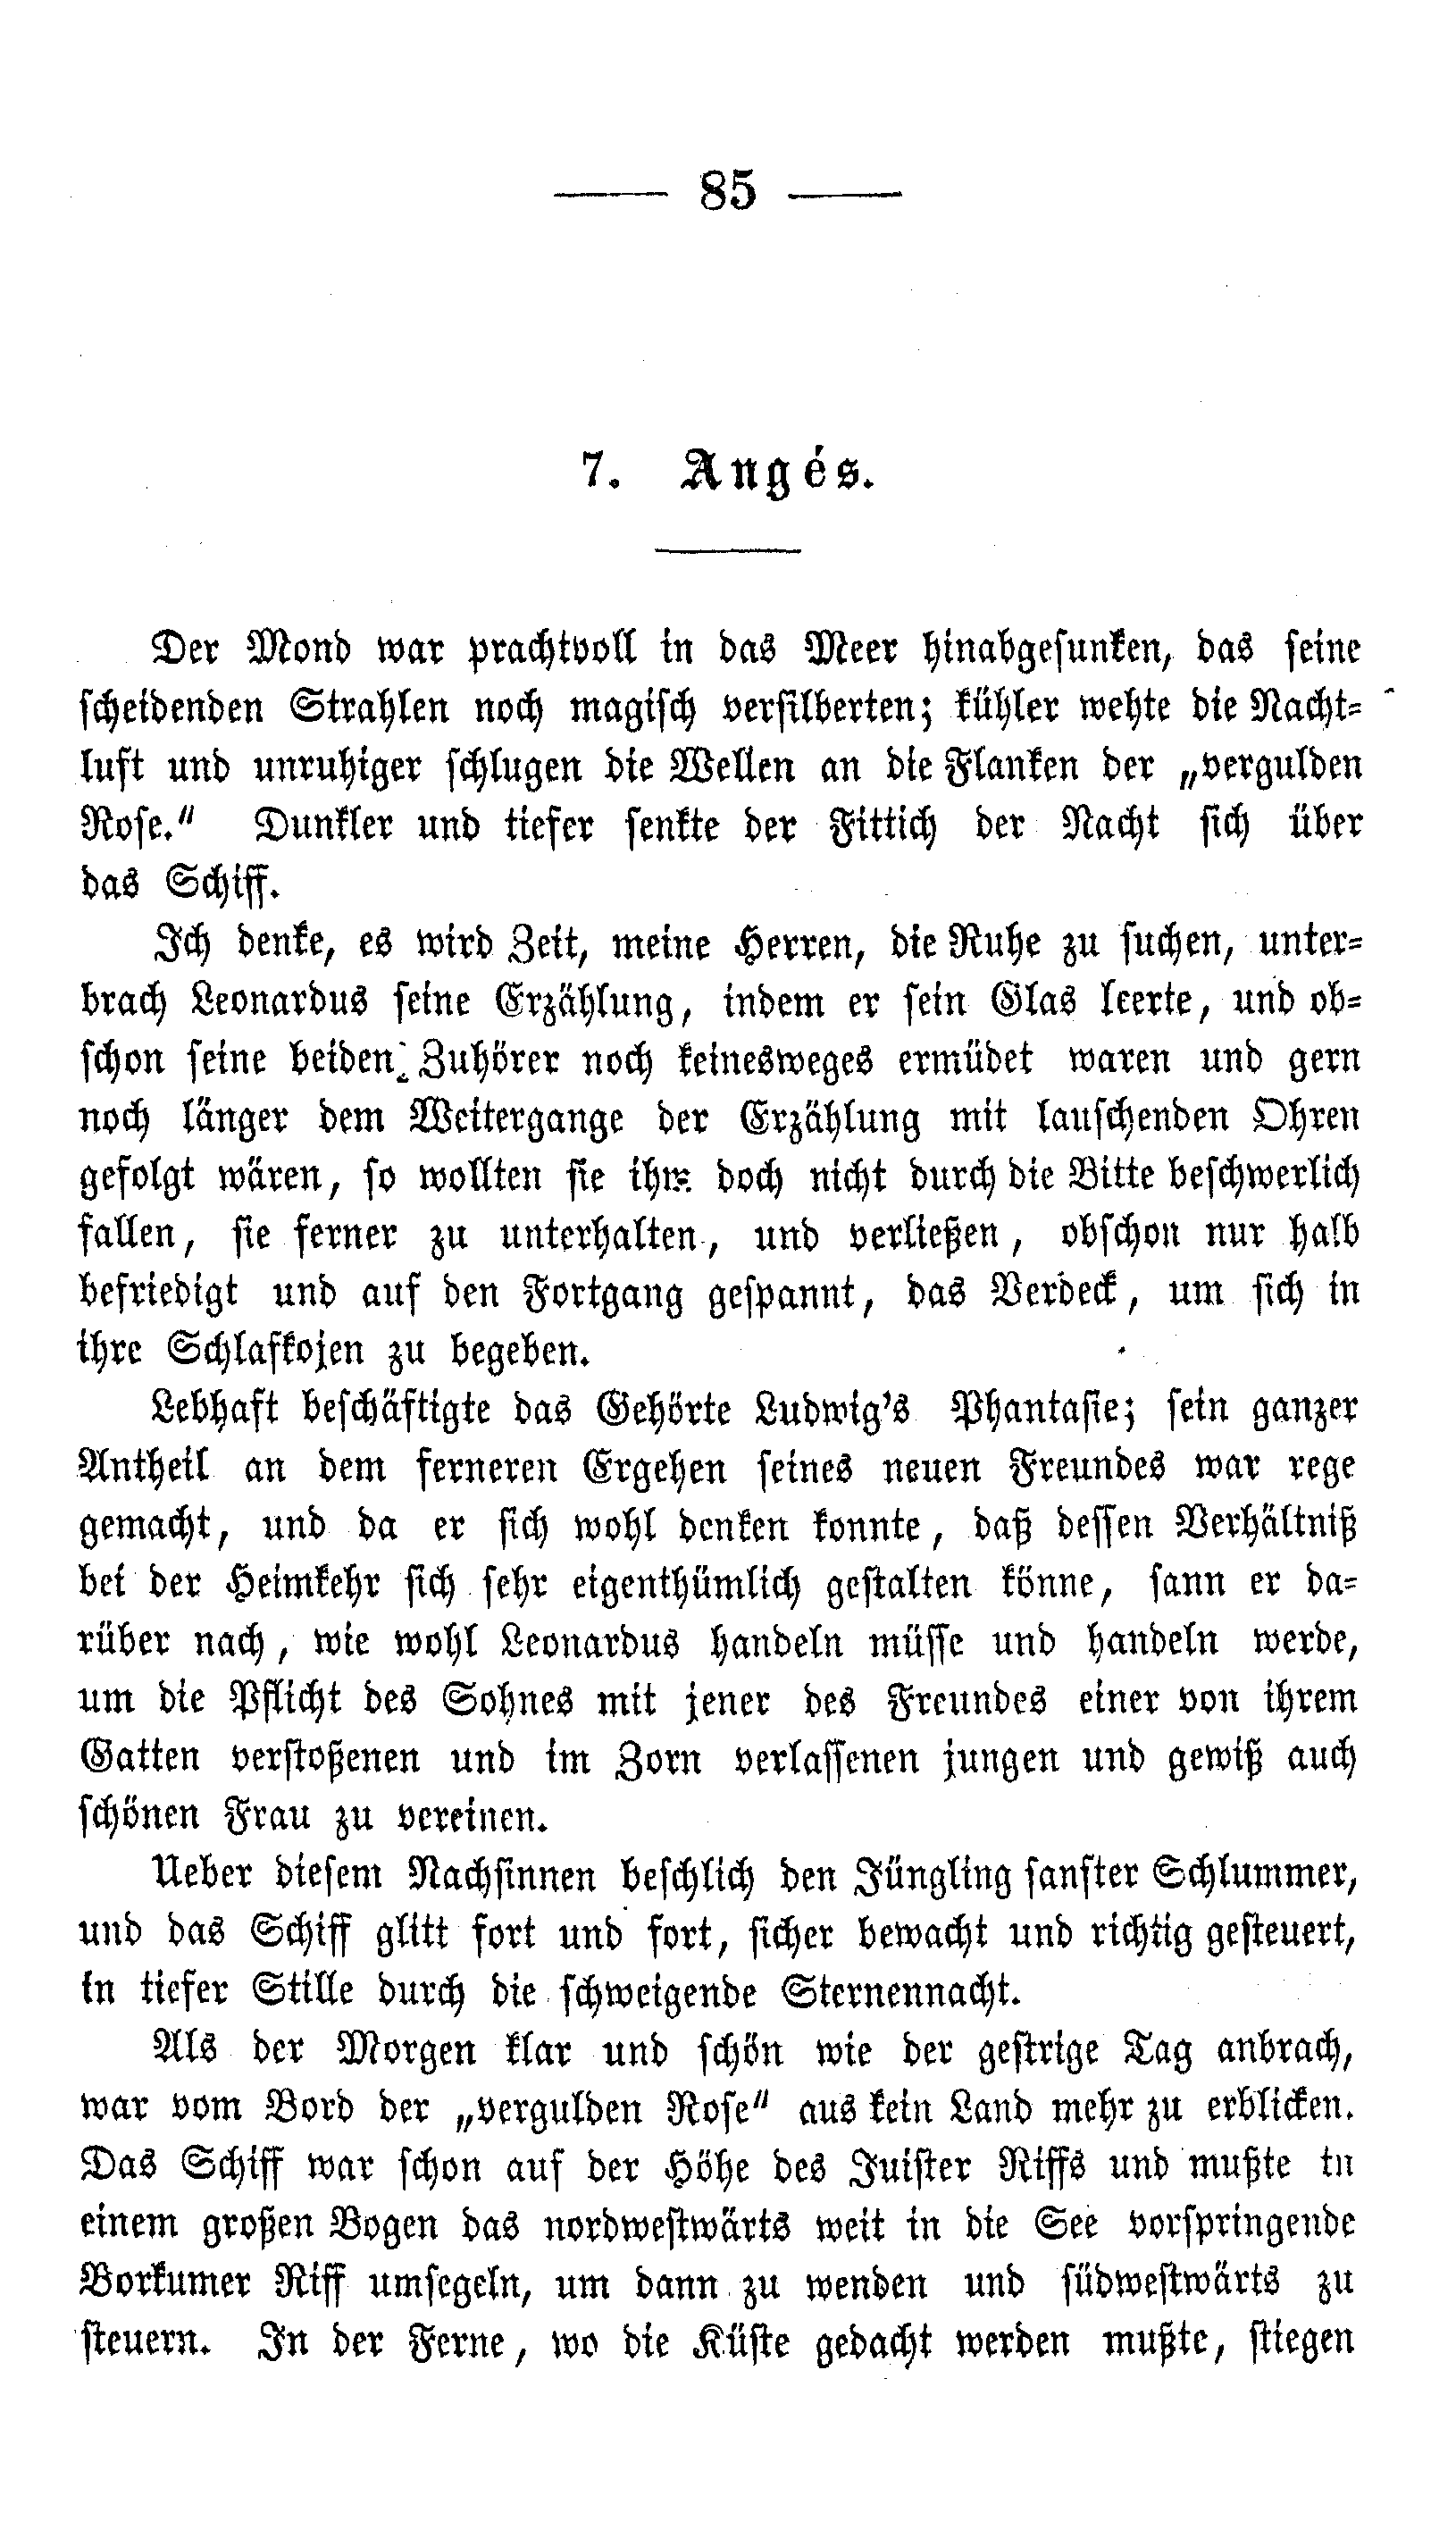 — 85 —
7. Angés.
Der Mond war prachtvoll in das Meer hinabgesunken, das seine
scheidenden Strahlen noch magisch versilberten; kühler wehte die Nacht-
luft und unruhiger schlugen die Wellen an die Flanken der „vergulden
Rose.“ Dunkler und tiefer senkte der Fittich der Nacht sich über
das Schiff.
Ich denke, es wird Zeit, meine Herren, die Ruhe zu suchen, unter-
brach Leonardus seine Erzählung, indem er sein Glas leerte, und ob-
schon seine beiden Zuhörer noch keinesweges ermüdet waren und gern
noch länger dem Weitergange der Erzählung mit lauschenden Ohren
gefolgt wären, so wollten sie ihm doch nicht durch die Bitte beschwerlich
fallen, sie ferner zu unterhalten, und verließen, obschon nur halb
befriedigt und auf den Fortgang gespannt, das Verdeck, um sich in
ihre Schlafkojen zu begeben.
Lebhaft beschäftigte das Gehörte Ludwig's Phantasie; sein ganzer
Antheil an dem ferneren Ergehen seines neuen Freundes war rege
gemacht, und da er sich wohl denken konnte, daß dessen Verhältniß
bei der Heimkehr sich sehr eigenthümlich gestalten könne, sann er da-
rüber nach, wie wohl Leonardus handeln müsse und handeln werde,
um die Pflicht des Sohnes mit jener des Freundes einer von ihrem
Gatten verstoßenen und im Zorn verlassenen jungen und gewiß auch
schönen Frau zu vereinen.
Ueber diesem Nachsinnen beschlich den Jüngling sanfter Schlummer,
und das Schiff glitt fort und fort, sicher bewacht und richtig gesteuert,
in tiefer Stille durch die schweigende Sternennacht.
Als der Morgen klar und schön wie der gestrige Tag anbrach,
war vom Bord der „vergulden Rose“ aus kein Land mehr zu erblicken.
Das Schiff war schon auf der Höhe des Juister Riffs und mußte in
einem großen Bogen das nordwestwärts weit in die See vorspringende
Borkumer Riff umsegeln, um dann zu wenden und südwestwärts zu
steuern. In der Ferne, wo die Küste gedacht werden mußte, stiegen